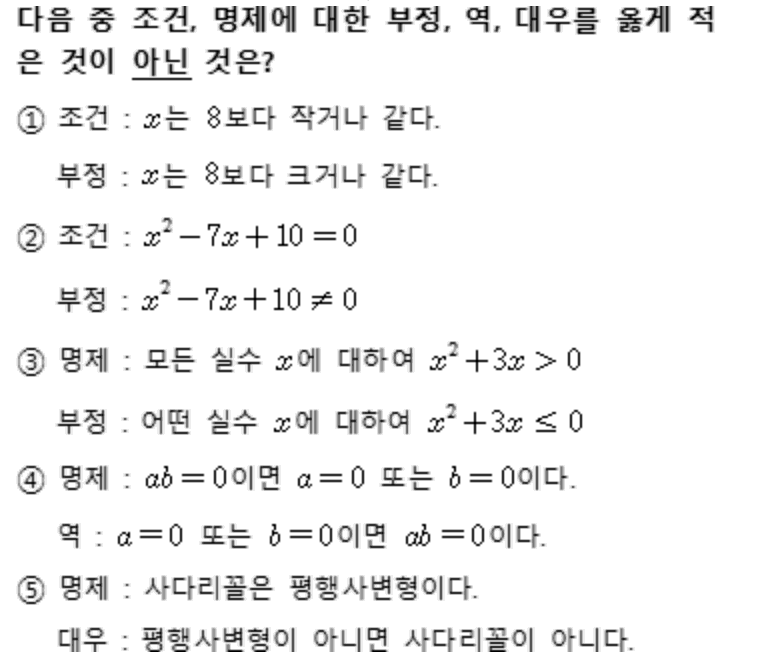 다음 중 조건, 명제에 대한 부정, 역, 대우를 옳게 적
은 것이 아닌 것은?
① 조건 : x는 8보다 작거나 같다.
부정 : x는 8보다 크거나 같다.
② 조건 : x² − 7x + 10 = 0
부정 : x² − 7x + 10 ≠ 0
③ 명제 : 모든 실수 x에 대하여 x² + 3x > 0
부정 : 어떤 실수 x에 대하여 x² + 3x ≤ 0
④ 명제 : ab = 0이면 a = 0 또는 b = 0이다.
역 : a = 0 또는 b = 0이면 ab = 0이다.
⑤ 명제 : 사다리꼴은 평행사변형이다.
대우 : 평행사변형이 아니면 사다리꼴이 아니다.